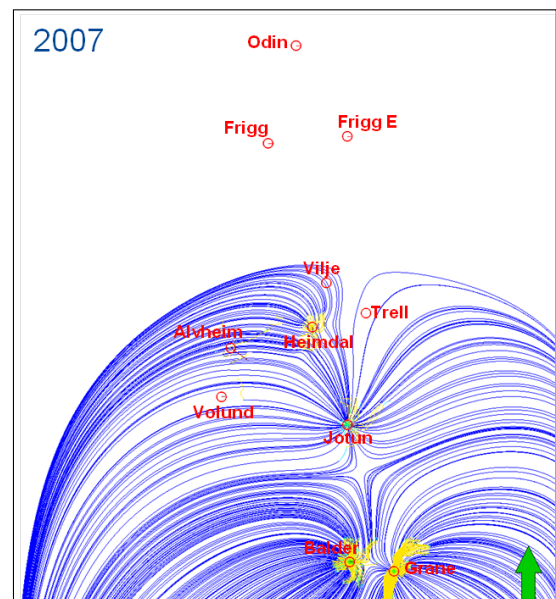 2007
Odin
Frigg E
Frigg
Vilje
Trell
Alvheim
Heimdal
Volund
Jotun
Balder
Grane